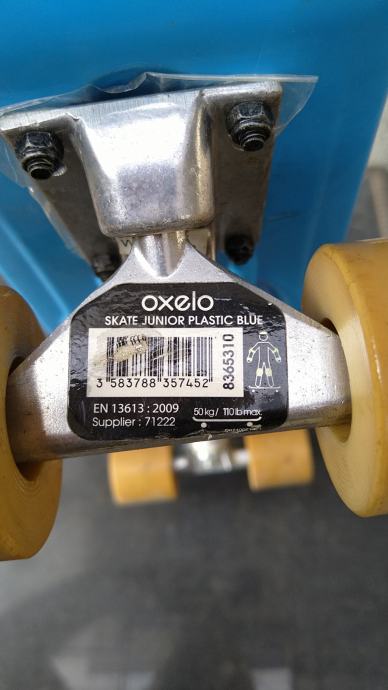 oxelo
SKATE JUNIOR PLASTIC BLUE
8365310
3 583788 357452
EN 13613 : 2009
50 kg / 110 lb max.
Supplier : 71222